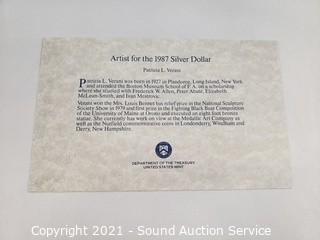 Artist for the 1987 Silver Dollar
Patricia L. Verani
Patricia L. Verani was born in 1927 in Plandome, Long Island, New York
and attended the Boston Museum School of F.A. on a scholarship
where she studied with Frederick W. Allen, Peter Abate, Elizabeth
McLean-Smith, and Ivan Mestrovic.
Verani won the Mrs. Louis Bennet bas relief prize in the National Sculpture
Society Show in 1979 and first prize in the Fighting Black Bear Composition
of the University of Maine at Orono and executed an eight foot bronze
statue. She currently has work on view at the Medallic Art Company as
well as the Nutfield commemorative coins in Londonderry, Windham and
Derry, New Hampshire.
DEPARTMENT OF THE TREASURY
UNITED STATES MINT
Copyright 2021 - Sound Auction Service